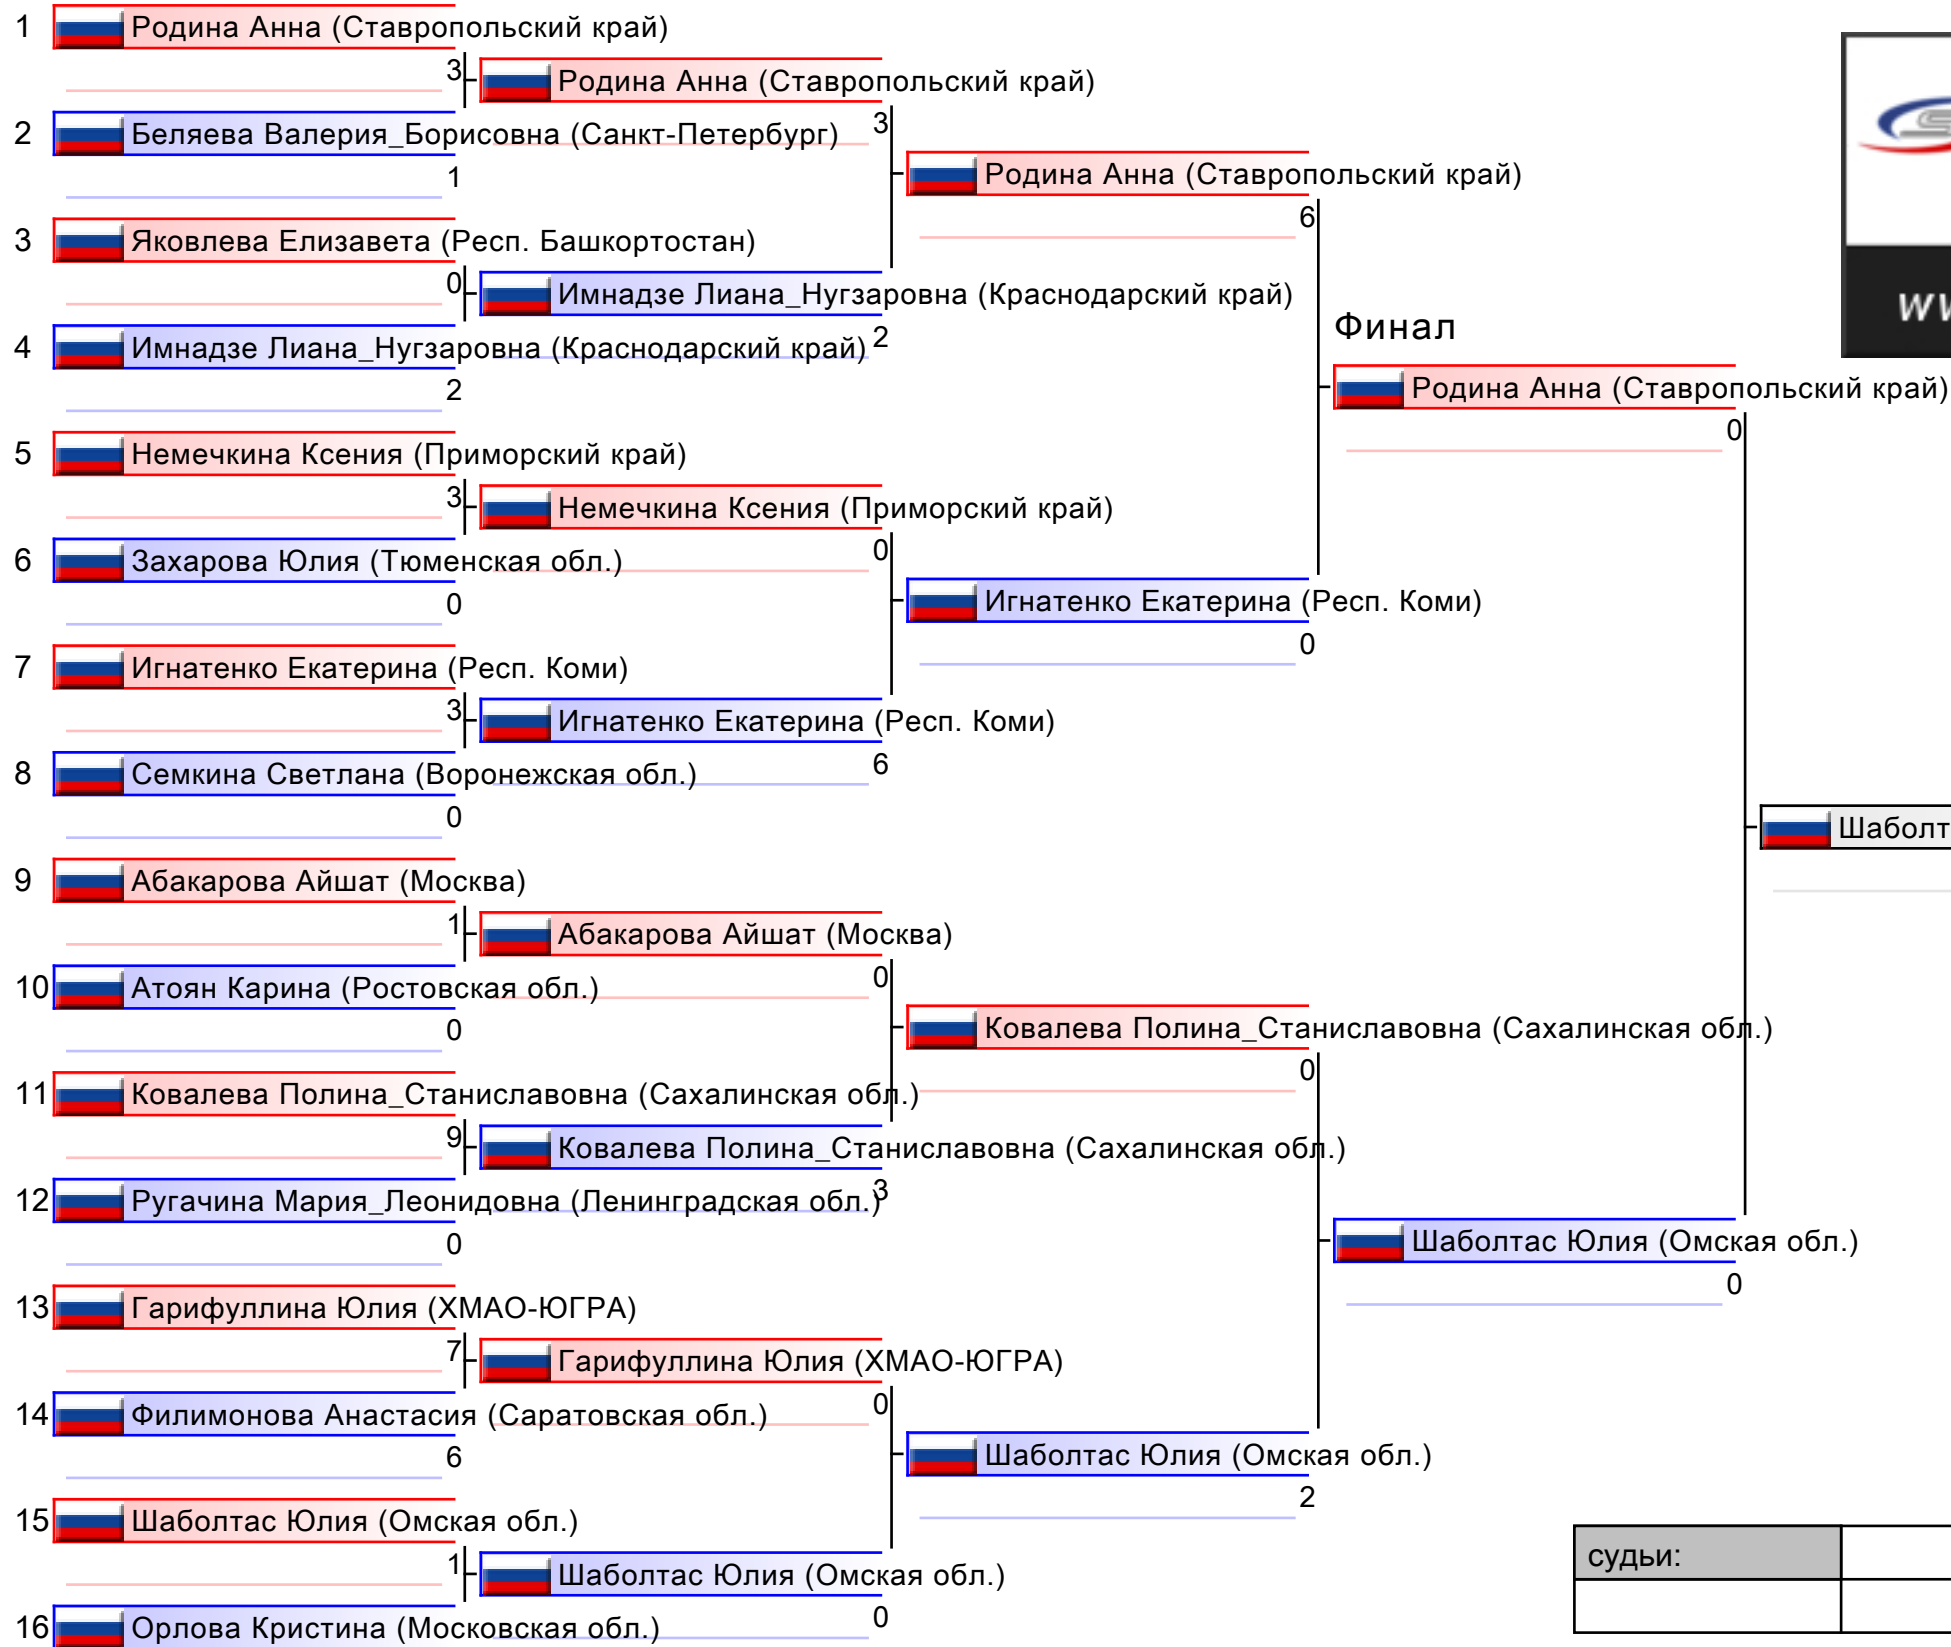 1 Родина Анна (Ставропольский край)
3 Родина Анна (Ставропольский край)
2 Беляева Валерия_Борисовна (Санкт-Петербург) 3
1 Родина Анна (Ставропольский край)
6
3 Яковлева Елизавета (Респ. Башкортостан)
0 Имнадзе Лиана_Нугзаровна (Краснодарский край)
Финал
4 Имнадзе Лиана_Нугзаровна (Краснодарский край) 2
2 Родина Анна (Ставропольский край)
0
5 Немечкина Ксения (Приморский край)
3 Немечкина Ксения (Приморский край)
6 Захарова Юлия (Тюменская обл.) 0
0 Игнатенко Екатерина (Респ. Коми)
0
7 Игнатенко Екатерина (Респ. Коми)
3 Игнатенко Екатерина (Респ. Коми)
8 Семкина Светлана (Воронежская обл.) 6
0
9 Абакарова Айшат (Москва)
1 Абакарова Айшат (Москва)
10 Атоян Карина (Ростовская обл.) 0
0 Ковалева Полина_Станиславовна (Сахалинская обл.)
0
11 Ковалева Полина_Станиславовна (Сахалинская обл.)
9 Ковалева Полина_Станиславовна (Сахалинская обл.)
12 Ругачина Мария_Леонидовна (Ленинградская обл.) 3
0 Шаболтас Юлия (Омская обл.)
0
13 Гарифуллина Юлия (ХМАО-ЮГРА)
7 Гарифуллина Юлия (ХМАО-ЮГРА)
14 Филимонова Анастасия (Саратовская обл.) 0
6 Шаболтас Юлия (Омская обл.)
2
15 Шаболтас Юлия (Омская обл.)
1 Шаболтас Юлия (Омская обл.)
16 Орлова Кристина (Московская обл.) 0
судьи: